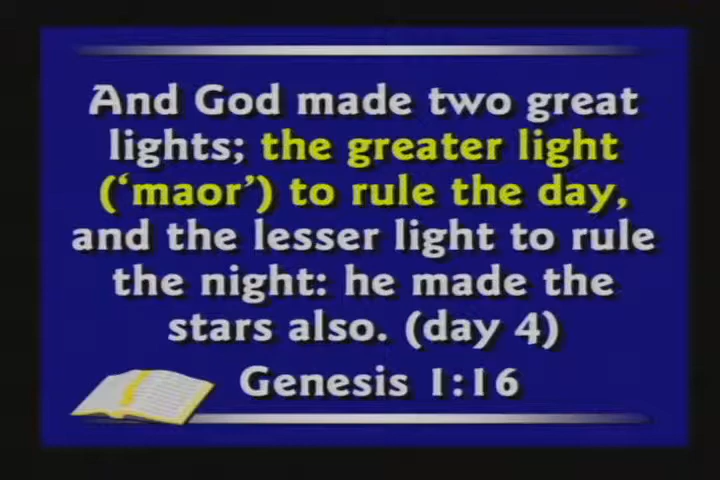 And God made two great
lights; the greater light
(‘maor’) to rule the day,
and the lesser light to rule
the night: he made the
stars also. (day 4)
Genesis 1:16